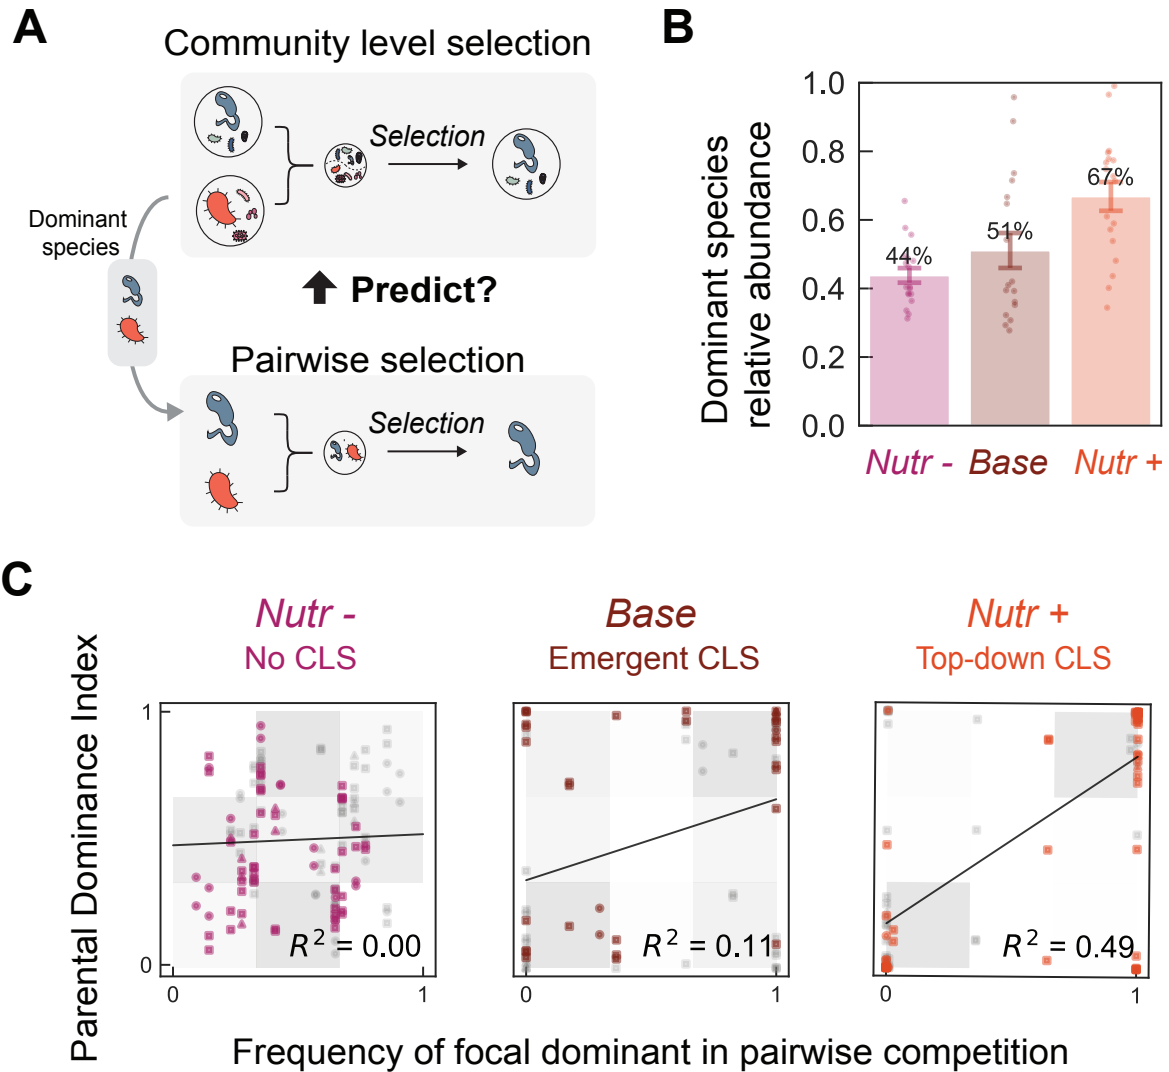 A
Community level selection
Selection
Dominant
species
Predict?
Pairwise selection
Selection
B
Dominant species
relative abundance
1.0
0.8
0.6
0.4
0.2
0.0
44%
51%
67%
Nutr -
Base
Nutr +
C
Parental Dominance Index
Nutr -
No CLS
1
0
R² = 0.00
0
1
Base
Emergent CLS
R² = 0.11
0
1
Nutr +
Top-down CLS
R² = 0.49
0
1
Frequency of focal dominant in pairwise competition